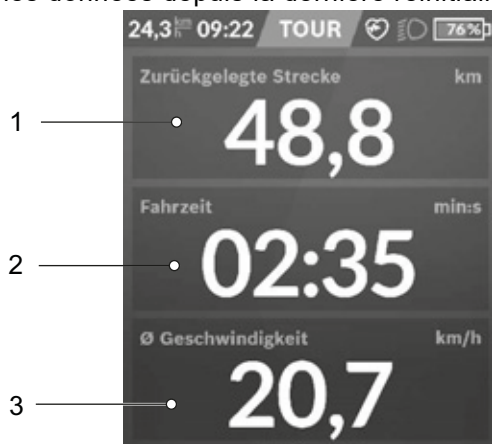 24,3 km/h 09:22 TOUR 76%
Zurückgelegte Strecke km
1
48,8
Fahrzeit min:s
2
02:35
Ø Geschwindigkeit km/h
3
20,7